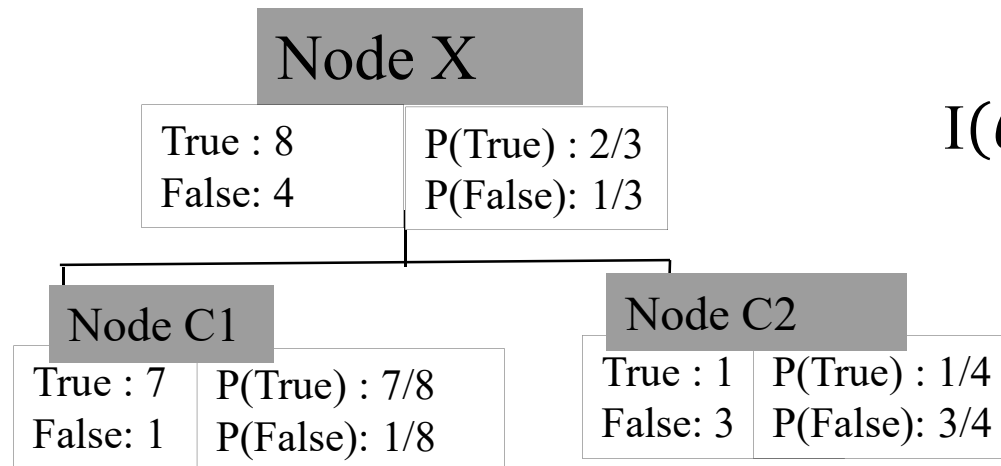 Node X
True : 8
False: 4
P(True) : 2/3
P(False): 1/3
I(
Node C1
True : 7
False: 1
P(True) : 7/8
P(False): 1/8
Node C2
True : 1
False: 3
P(True) : 1/4
P(False): 3/4